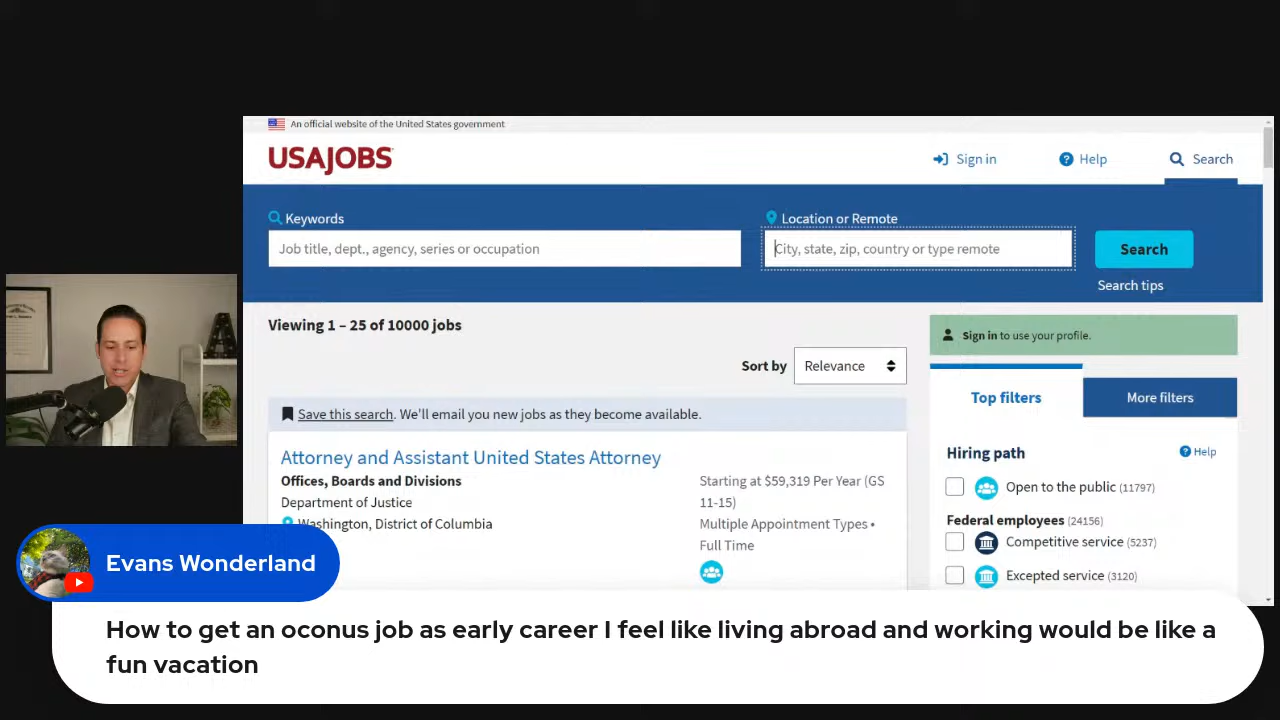 An official website of the United States government
USAJOBS
Sign in
Help
Search
Keywords
Location or Remote
Job title, dept., agency, series or occupation
City, state, zip, country or type remote
Search
Search tips
Viewing 1 – 25 of 10000 jobs
Sign in to use your profile.
Sort by
Relevance
Top filters
More filters
Save this search. We'll email you new jobs as they become available.
Hiring path
Help
Attorney and Assistant United States Attorney
Offices, Boards and Divisions
Department of Justice
Washington, District of Columbia
Starting at $59,319 Per Year (GS
11-15)
Multiple Appointment Types •
Full Time
Open to the public (11797)
Federal employees (24156)
Competitive service (5237)
Excepted service (3120)
Evans Wonderland
How to get an oconus job as early career I feel like living abroad and working would be like a
fun vacation